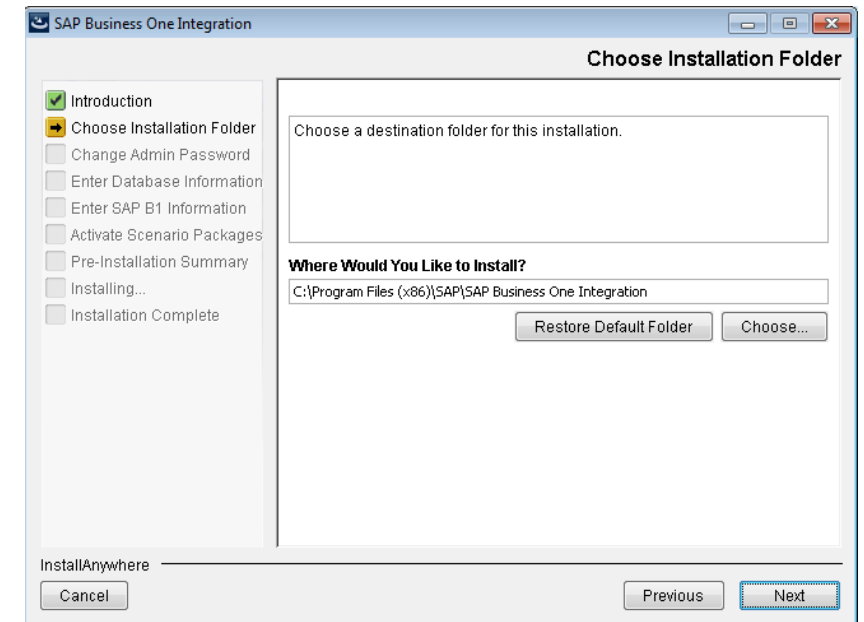 SAP Business One Integration
Choose Installation Folder
Introduction
Choose Installation Folder
Change Admin Password
Enter Database Information
Enter SAP B1 Information
Activate Scenario Packages
Pre-Installation Summary
Installing...
Installation Complete
Choose a destination folder for this installation.
Where Would You Like to Install?
C:\Program Files (x86)\SAP\SAP Business One Integration
Restore Default Folder
Choose...
InstallAnywhere
Cancel
Previous
Next